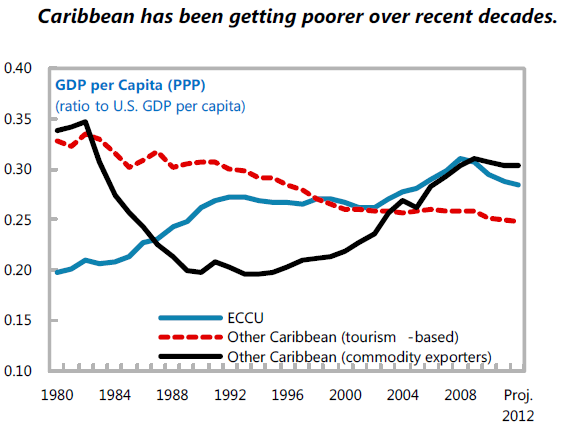 Caribbean has been getting poorer over recent decades.
0.40
GDP per Capita (PPP)
(ratio to U.S. GDP per capita)
0.35
0.30
0.25
0.20
0.15
0.10
ECCU
Other Caribbean (tourism -based)
Other Caribbean (commodity exporters)
1980 1984 1988 1992 1996 2000 2004 2008 Proj.
2012